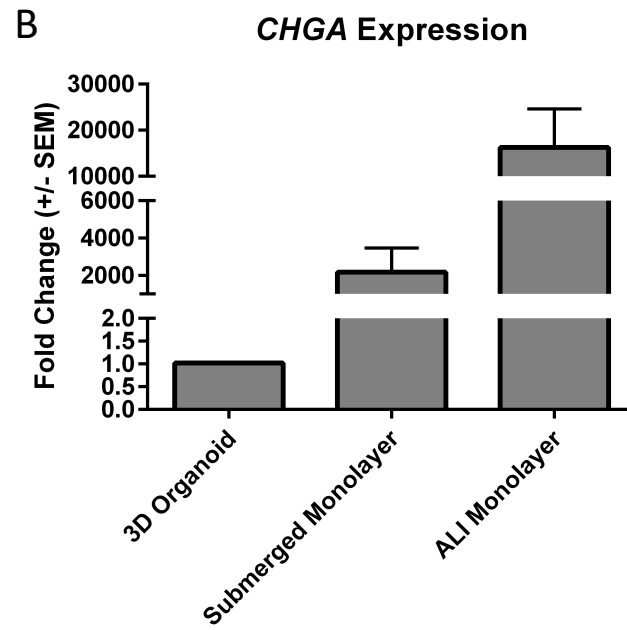 B
CHGA Expression
Fold Change (+/- SEM)
30000
20000
10000
6000
4000
2000
2.0
1.5
1.0
0.5
0.0
3D Organoid
Submerged Monolayer
ALI Monolayer